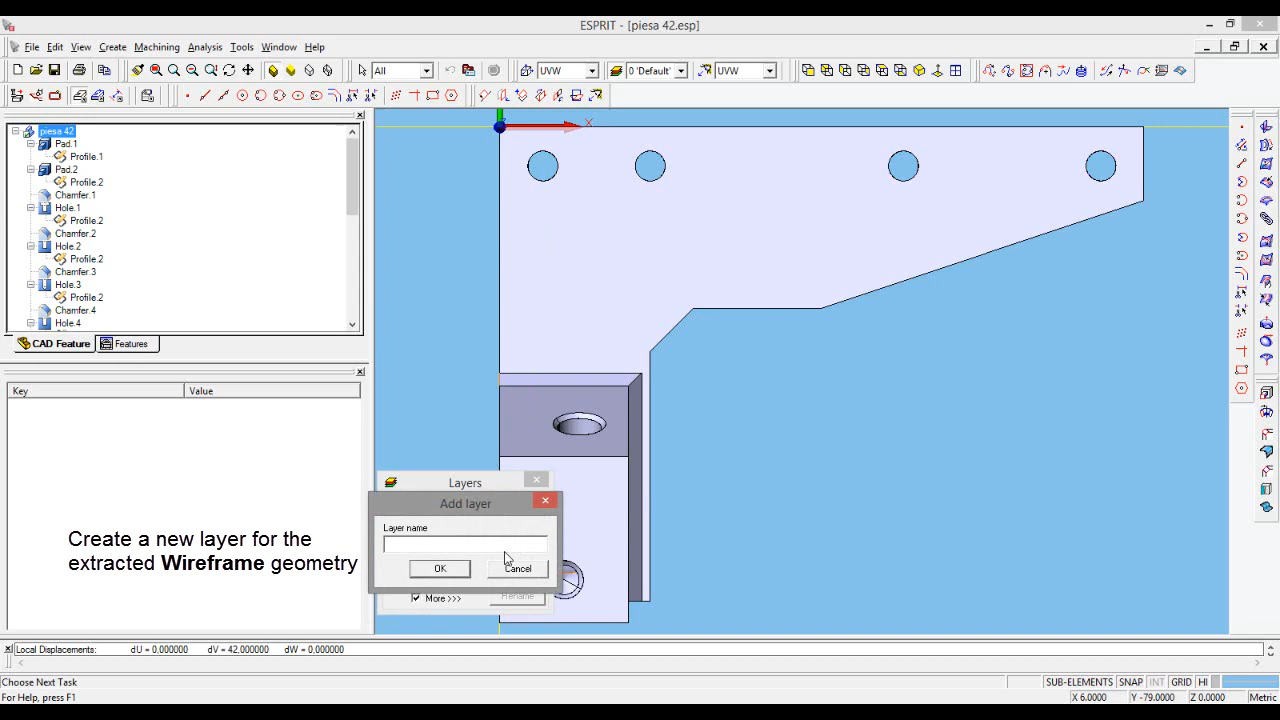 ESPRIT - [piesa 42.esp]
File Edit View Create Machining Analysis Tools Window Help
All UVW 0 'Default' UVW
piesa 42
Pad.1
Profile.1
Pad.2
Profile.2
Chamfer.1
Hole.1
Profile.2
Chamfer.2
Hole.2
Profile.2
Chamfer.3
Hole.3
Profile.2
Chamfer.4
Hole.4
CAD Feature Features
Key Value
X
Layers
Add layer
Layer name
OK Cancel
More >>> Rename
Create a new layer for the
extracted Wireframe geometry
Local Displacements: dU = 0,000000 dV = 42,000000 dW = 0,000000
Choose Next Task SUB-ELEMENTS SNAP INT GRID HI
For Help, press F1 X 6.0000 Y -79.0000 Z 0.0000 Metric